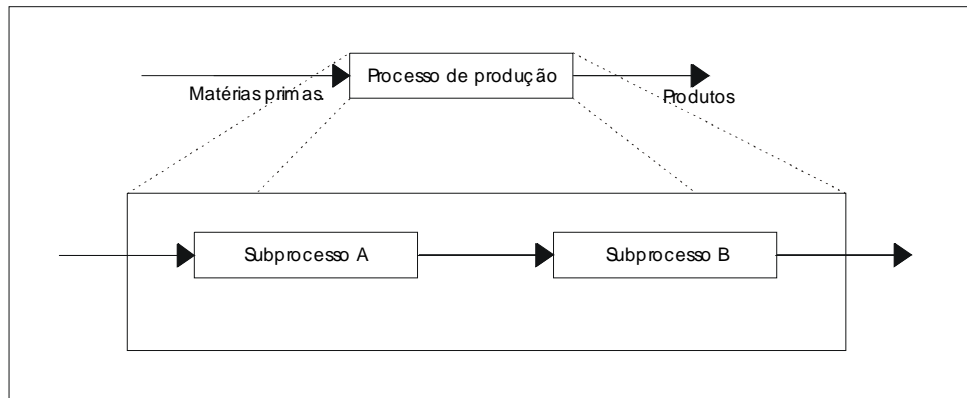 Processo de produção
Matérias primas.
Produtos
Subprocesso A
Subprocesso B